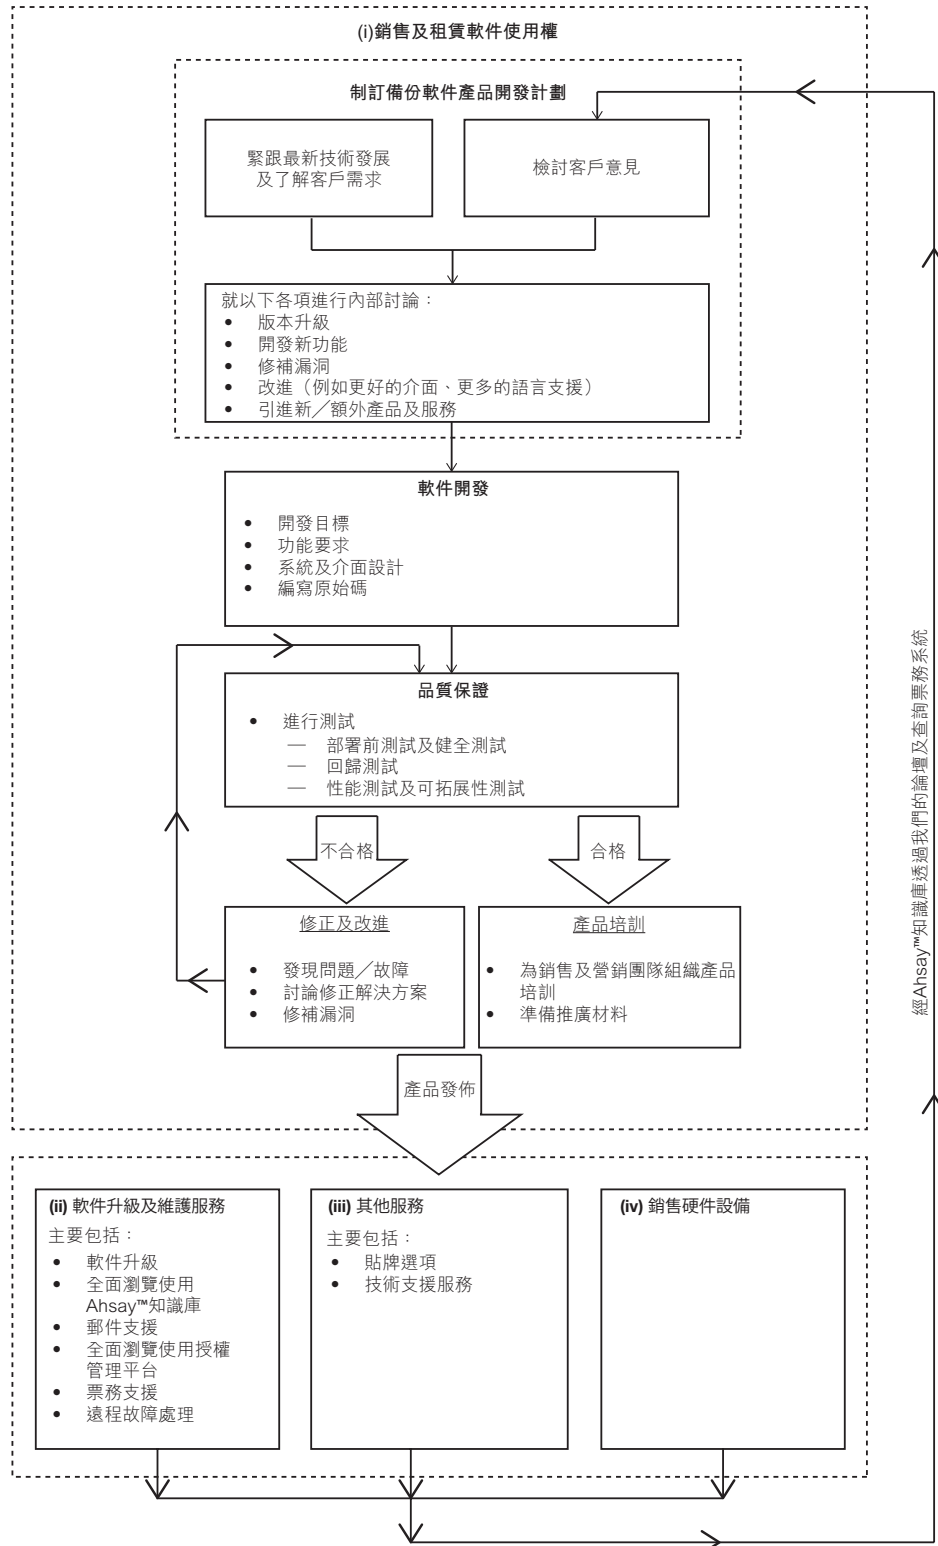 (i)銷售及租賃軟件使用權
制訂備份軟件產品開發計劃
緊跟最新技術發展
及了解客戶需求
檢討客戶意見
就以下各項進行內部討論：
• 版本升級
• 開發新功能
• 修補漏洞
• 改進（例如更好的介面、更多的語言支援）
• 引進新╱額外產品及服務
軟件開發
• 開發目標
• 功能要求
• 系統及介面設計
• 編寫原始碼
品質保證
• 進行測試
— 部署前測試及健全測試
— 回歸測試
— 性能測試及可拓展性測試
不合格
合格
修正及改進
• 發現問題╱故障
• 討論修正解決方案
• 修補漏洞
產品培訓
• 為銷售及營銷團隊組織產品
培訓
• 準備推廣材料
產品發佈
(ii) 軟件升級及維護服務
主要包括：
• 軟件升級
• 全面瀏覽使用
Ahsay™知識庫
• 郵件支援
• 全面瀏覽使用授權
管理平台
• 票務支援
• 遠程故障處理
(iii) 其他服務
主要包括：
• 貼牌選項
• 技術支援服務
(iv) 銷售硬件設備
經Ahsay™知識庫透過我們的論壇及查詢票務系統